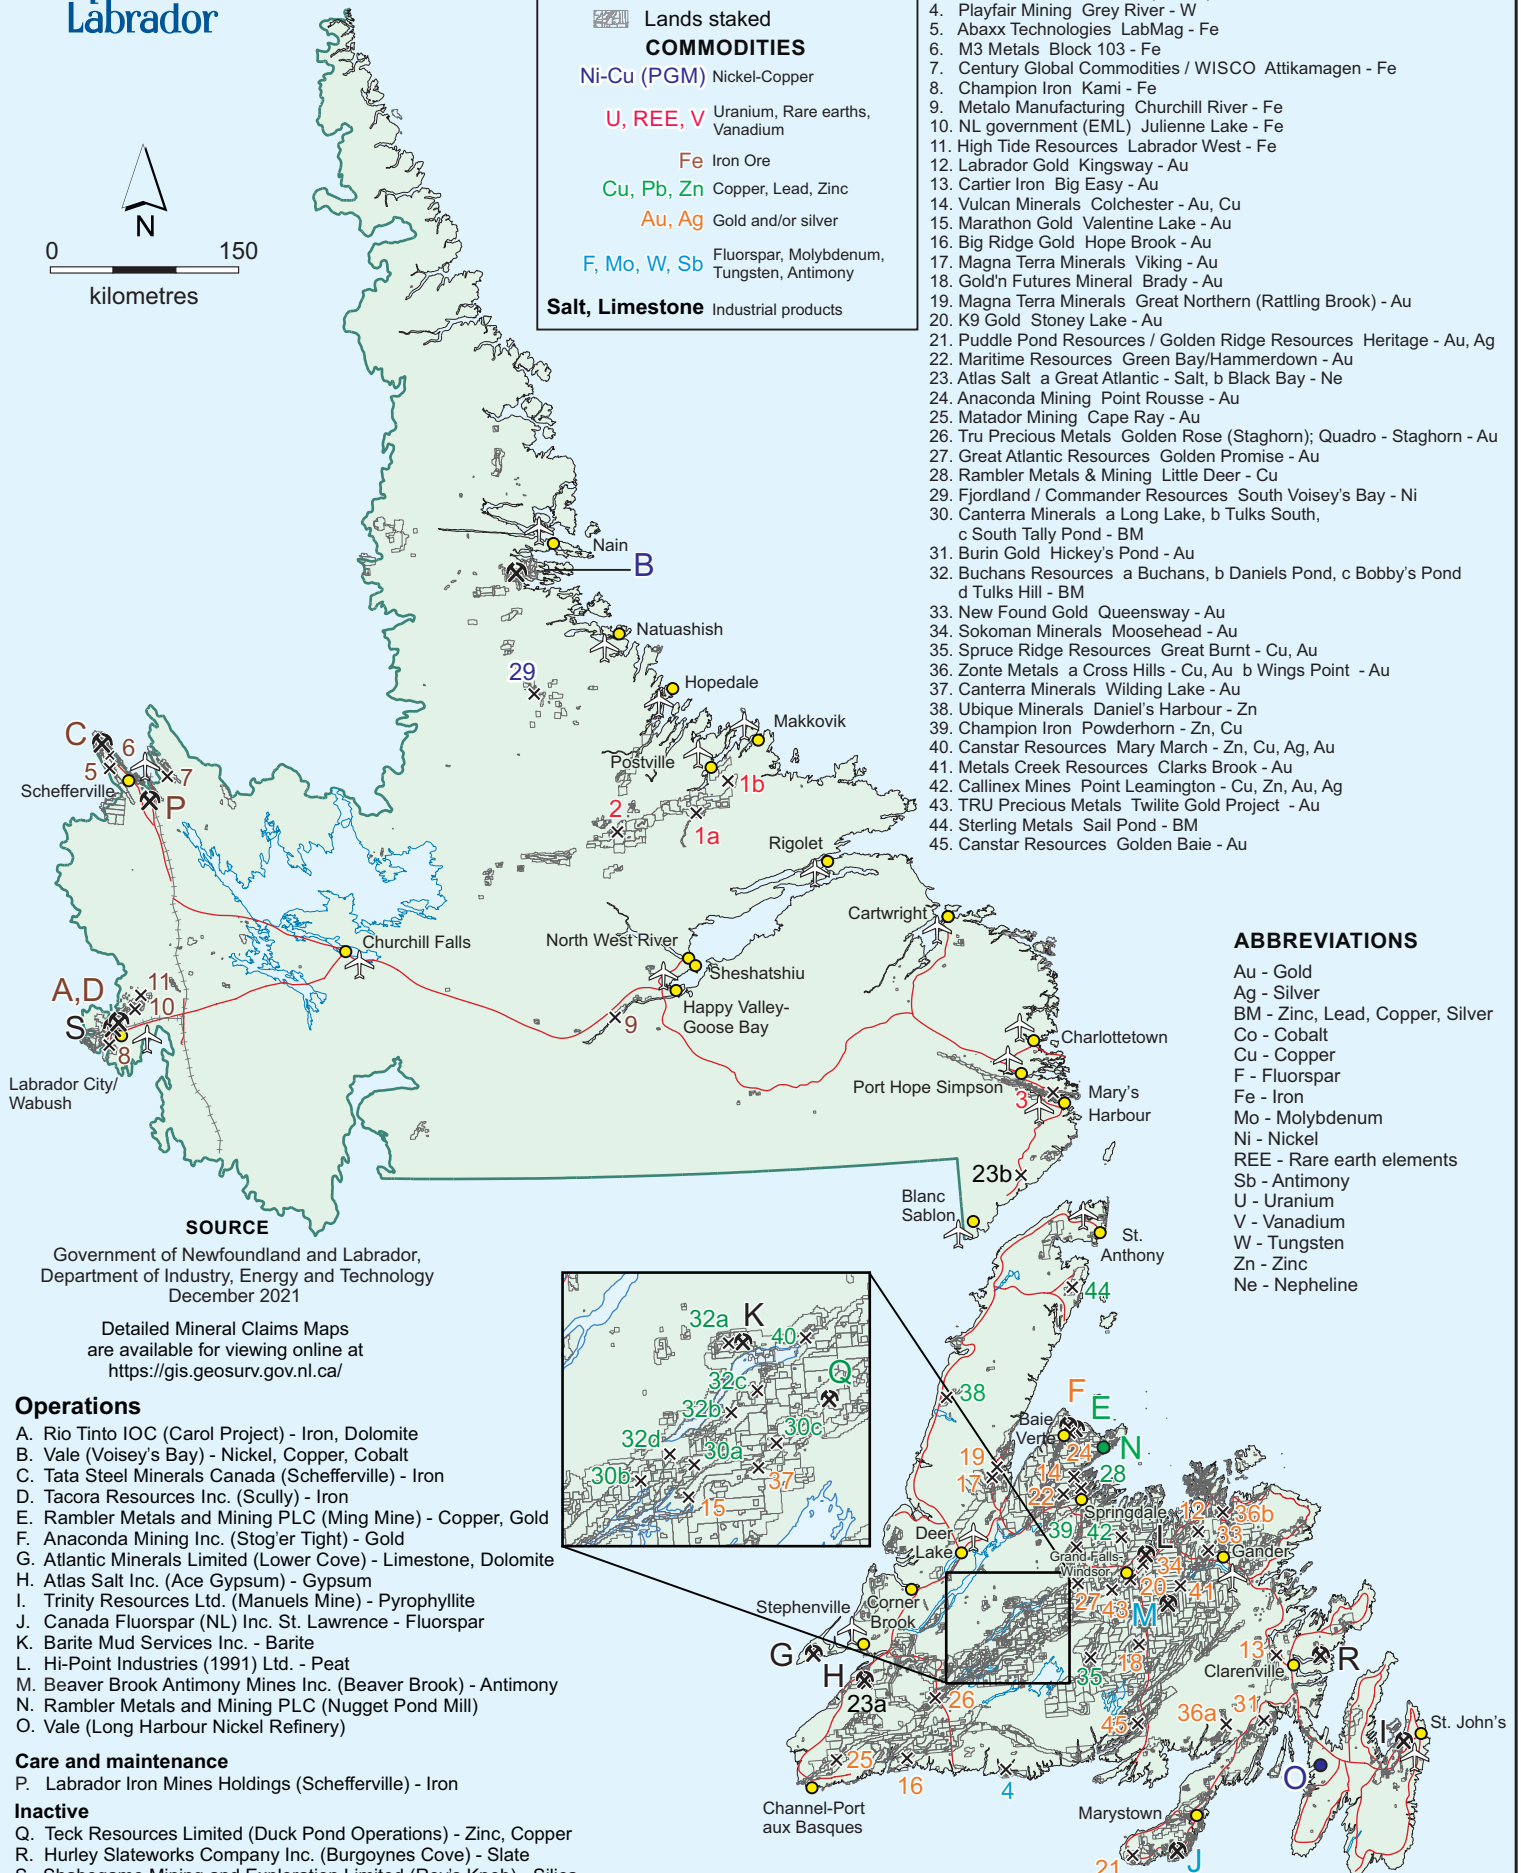 Labrador
Lands staked
COMMODITIES
Ni-Cu (PGM) Nickel-Copper
U, REE, V Uranium, Rare earths,
Vanadium
Fe Iron Ore
Cu, Pb, Zn Copper, Lead, Zinc
Au, Ag Gold and/or silver
F, Mo, W, Sb Fluorspar, Molybdenum,
Tungsten, Antimony
Salt, Limestone Industrial products
N
0 150
kilometres
4. Playfair Mining Grey River - W
5. Abaxx Technologies LabMag - Fe
6. M3 Metals Block 103 - Fe
7. Century Global Commodities / WISCO Attikamagen - Fe
8. Champion Iron Kami - Fe
9. Metalo Manufacturing Churchill River - Fe
10. NL government (EML) Julienne Lake - Fe
11. High Tide Resources Labrador West - Fe
12. Labrador Gold Kingsway - Au
13. Cartier Iron Big Easy - Au
14. Vulcan Minerals Colchester - Au, Cu
15. Marathon Gold Valentine Lake - Au
16. Big Ridge Gold Hope Brook - Au
17. Magna Terra Minerals Viking - Au
18. Gold'n Futures Mineral Brady - Au
19. Magna Terra Minerals Great Northern (Rattling Brook) - Au
20. K9 Gold Stoney Lake - Au
21. Puddle Pond Resources / Golden Ridge Resources Heritage - Au, Ag
22. Maritime Resources Green Bay/Hammerdown - Au
23. Atlas Salt a Great Atlantic - Salt, b Black Bay - Ne
24. Anaconda Mining Point Rousse - Au
25. Matador Mining Cape Ray - Au
26. Tru Precious Metals Golden Rose (Staghorn); Quadro - Staghorn - Au
27. Great Atlantic Resources Golden Promise - Au
28. Rambler Metals & Mining Little Deer - Cu
29. Fjordland / Commander Resources South Voisey's Bay - Ni
30. Canterra Minerals a Long Lake, b Tulks South,
c South Tally Pond - BM
31. Burin Gold Hickey's Pond - Au
32. Buchans Resources a Buchans, b Daniels Pond, c Bobby's Pond
d Tulks Hill - BM
33. New Found Gold Queensway - Au
34. Sokoman Minerals Moosehead - Au
35. Spruce Ridge Resources Great Burnt - Cu, Au
36. Zonte Metals a Cross Hills - Cu, Au b Wings Point - Au
37. Canterra Minerals Wilding Lake - Au
38. Ubique Minerals Daniel's Harbour - Zn
39. Champion Iron Powderhorn - Zn, Cu
40. Canstar Resources Mary March - Zn, Cu, Ag, Au
41. Metals Creek Resources Clarks Brook - Au
42. Callinex Mines Point Leamington - Cu, Zn, Au, Ag
43. TRU Precious Metals Twilite Gold Project - Au
44. Sterling Metals Sail Pond - BM
45. Canstar Resources Golden Baie - Au
Nain
B
Natuashish
29
Hopedale
Makkovik
Postville
1b
2
1a
C
6
5
7
Schefferville
P
Rigolet
Cartwright
Churchill Falls
North West River
Sheshatshiu
Happy Valley-
Goose Bay
9
A,D
11
10
S
8
Labrador City/
Wabush
Charlottetown
Port Hope Simpson
3
Mary's
Harbour
23b
Blanc
Sablon
St.
Anthony
44
ABBREVIATIONS
Au - Gold
Ag - Silver
BM - Zinc, Lead, Copper, Silver
Co - Cobalt
Cu - Copper
F - Fluorspar
Fe - Iron
Mo - Molybdenum
Ni - Nickel
REE - Rare earth elements
Sb - Antimony
U - Uranium
V - Vanadium
W - Tungsten
Zn - Zinc
Ne - Nepheline
SOURCE
Government of Newfoundland and Labrador,
Department of Industry, Energy and Technology
December 2021
Detailed Mineral Claims Maps
are available for viewing online at
https://gis.geosurv.gov.nl.ca/
Operations
A. Rio Tinto IOC (Carol Project) - Iron, Dolomite
B. Vale (Voisey's Bay) - Nickel, Copper, Cobalt
C. Tata Steel Minerals Canada (Schefferville) - Iron
D. Tacora Resources Inc. (Scully) - Iron
E. Rambler Metals and Mining PLC (Ming Mine) - Copper, Gold
F. Anaconda Mining Inc. (Stog'er Tight) - Gold
G. Atlantic Minerals Limited (Lower Cove) - Limestone, Dolomite
H. Atlas Salt Inc. (Ace Gypsum) - Gypsum
I. Trinity Resources Ltd. (Manuels Mine) - Pyrophyllite
J. Canada Fluorspar (NL) Inc. St. Lawrence - Fluorspar
K. Barite Mud Services Inc. - Barite
L. Hi-Point Industries (1991) Ltd. - Peat
M. Beaver Brook Antimony Mines Inc. (Beaver Brook) - Antimony
N. Rambler Metals and Mining PLC (Nugget Pond Mill)
O. Vale (Long Harbour Nickel Refinery)
Care and maintenance
P. Labrador Iron Mines Holdings (Schefferville) - Iron
Inactive
Q. Teck Resources Limited (Duck Pond Operations) - Zinc, Copper
R. Hurley Slateworks Company Inc. (Burgoynes Cove) - Slate
S. Shabogamo Mining and Exploration Limited (Roy's Knob) - Silica
32a
K
40
Q
32c
32b
30c
32d
30a
30b
37
15
38
F
E
Baie
Verte
N
24
19
17
14
28
22
Springdale
12
36b
39
42
L
33
Gander
Deer
Lake
Grand Falls-
Windsor
34
20
41
27
43
M
Corner
Brook
Stephenville
G
H
23a
26
18
35
13
Clarenville
R
45
36a
31
St. John's
I
25
16
4
O
Channel-Port
aux Basques
Marystown
21
J